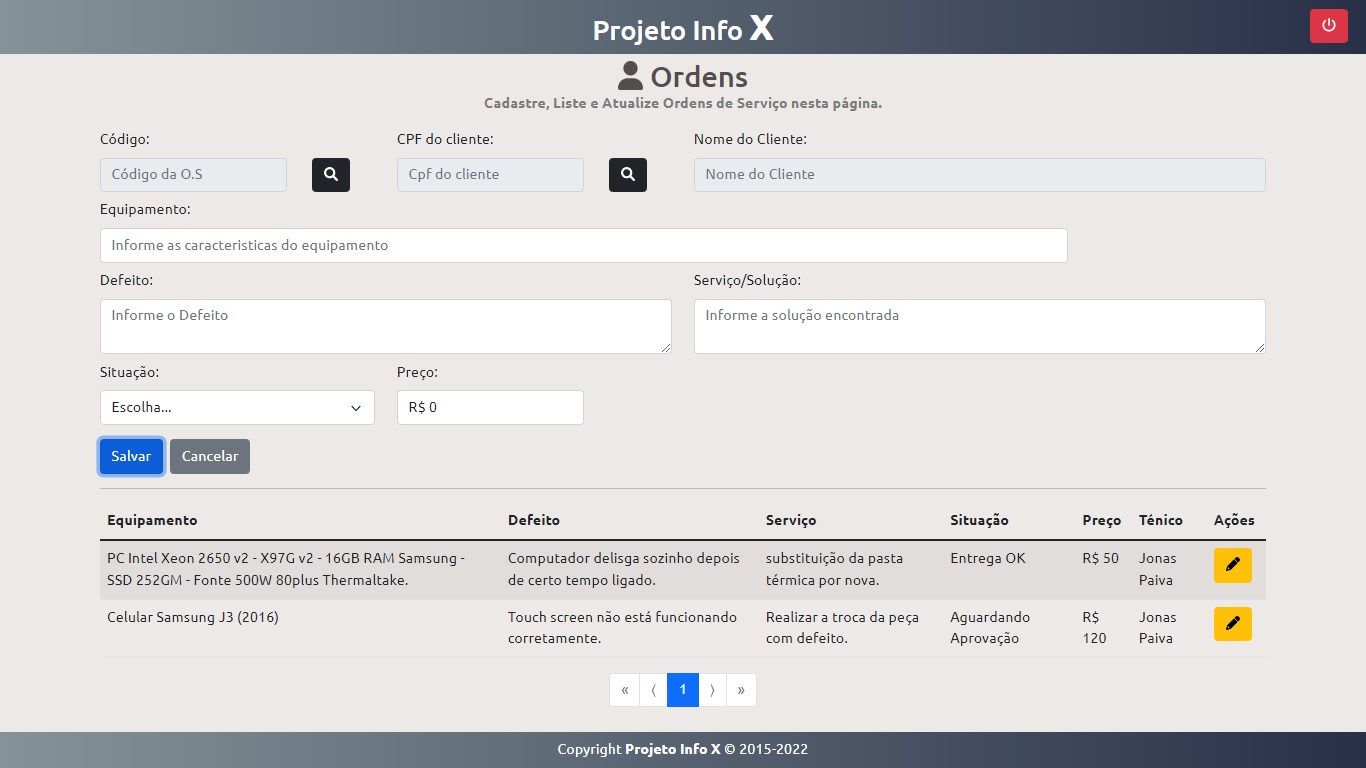 Projeto Info X
Ordens
Cadastre, Liste e Atualize Ordens de Serviço nesta página.
Código: CPF do cliente: Nome do Cliente:
Código da O.S Cpf do cliente Nome do Cliente
Equipamento:
Informe as caracteristicas do equipamento
Defeito: Serviço/Solução:
Informe o Defeito Informe a solução encontrada
Situação: Preço:
Escolha... R$ 0
Salvar Cancelar
Equipamento Defeito Serviço Situação Preço Ténico Ações
PC Intel Xeon 2650 v2 - X97G v2 - 16GB RAM Samsung - Computador delisga sozinho depois substituição da pasta Entrega OK R$ 50 Jonas
SSD 252GM - Fonte 500W 80plus Thermaltake. de certo tempo ligado. térmica por nova. Paiva
Celular Samsung J3 (2016) Touch screen não está funcionando Realizar a troca da peça Aguardando R$ Jonas
corretamente. com defeito. Aprovação 120 Paiva
« ⟨ 1 ⟩ »
Copyright Projeto Info X © 2015-2022